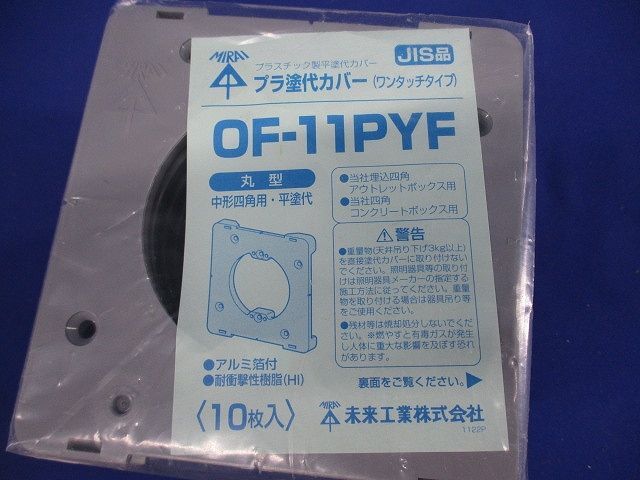 MIRAI
JIS品
プラスチック製平塗代カバー
プラ塗代カバー(ワンタッチタイプ)
OF-11PYF
丸型
中形四角用・平塗代
●当社埋込四角
アウトレットボックス用
●当社四角
コンクリートボックス用
⚠警告
●重量物(天井吊り下げ3kg以上)
を直接塗代カバーに取り付けない
でください。照明器具等の取り付
けは照明器具メーカーの指定する
施工方法に従ってください。重量
物を取り付ける場合は器具吊り等
をご使用ください。
●残材等は焼却処分しないでくだ
さい。※燃やすと有毒ガスが発生
し人体に重大な影響を及ぼす恐れ
があります。
●アルミ箔付
●耐衝撃性樹脂(HI)
裏面をご覧ください。▶
〈10枚入〉
MIRAI
未来工業株式会社
1122P